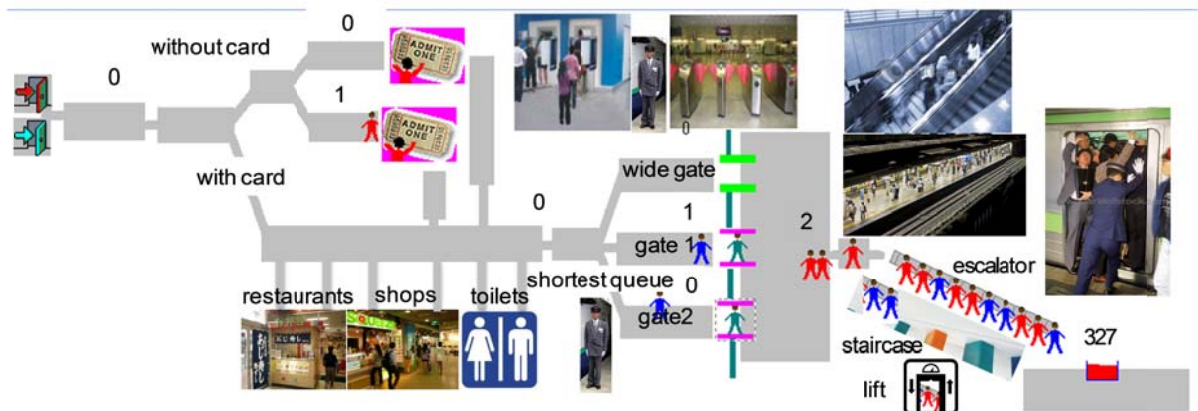 0
without card
ADMIT
ONE
0
1
ADMIT
ONE
with card
0
wide gate
0
1
gate 1
2
shortest queue
0
gate2
escalator
restaurants
shops
toilets
staircase
327
lift